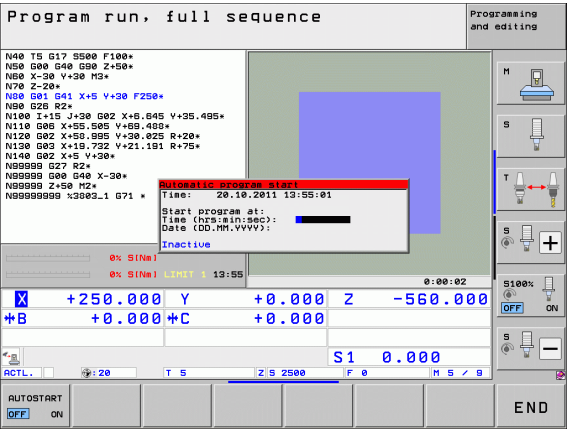 Program run, full sequence
Programming
and editing
N40 T5 G17 S500 F100*
N50 G00 G40 G90 Z+50*
N60 X-30 Y+30 M3*
N70 Z-20*
N80 G01 G41 X+5 Y+30 F250*
N90 G26 R2*
N100 I+15 J+30 G02 X+6.645 Y+35.495*
N110 G06 X+55.505 Y+69.488*
N120 G02 X+58.995 Y+30.025 R+20*
N130 G03 X+19.732 Y+21.191 R+75*
N140 G02 X+5 Y+30*
N99999 G27 R2*
N99999 G00 G40 X-30*
N99999 Z+50 M2*
N99999999 %3803_1 G71 *
Automatic program start
Time: 20.10.2011 13:55:01
Start program at:
Time (hrs:min:sec):
Date (DD.MM.YYYY):
Inactive
0% S[Nm]
0% S[Nm] LIMIT 1 13:55
0:00:02
X +250.000 Y +0.000 Z -560.000
B +0.000 C +0.000
S1 0.000
ACTL. :20 T 5 Z S 2500 F 0 M 5 / 9
M
S
T
S
S100%
OFF ON
S
AUTOSTART
OFF ON
END